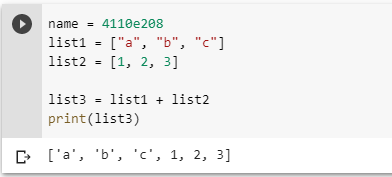 name = 4110e208
list1 = ["a", "b", "c"]
list2 = [1, 2, 3]
list3 = list1 + list2
print(list3)
['a', 'b', 'c', 1, 2, 3]